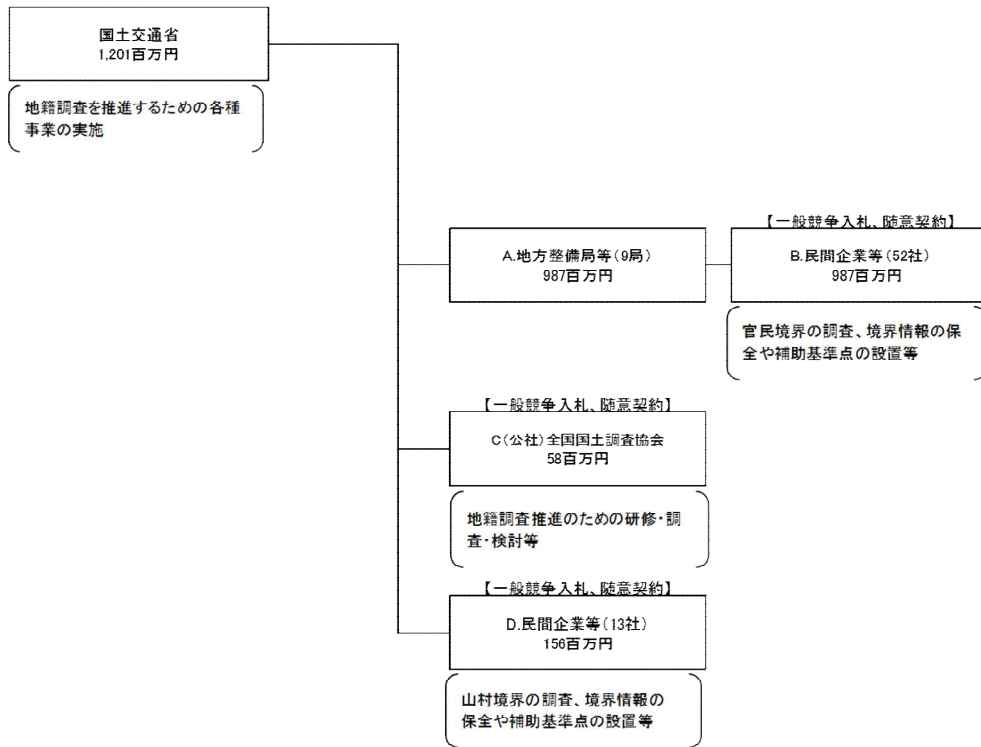 国土交通省
1,201百万円
地籍調査を推進するための各種
事業の実施
A.地方整備局等(9局)
987百万円
【一般競争入札、随意契約】
B.民間企業等(52社)
987百万円
官民境界の調査、境界情報の保
全や補助基準点の設置等
【一般競争入札、随意契約】
C(公社)全国国土調査協会
58百万円
地籍調査推進のための研修・調
査・検討等
【一般競争入札、随意契約】
D.民間企業等(13社)
156百万円
山村境界の調査、境界情報の
保全や補助基準点の設置等